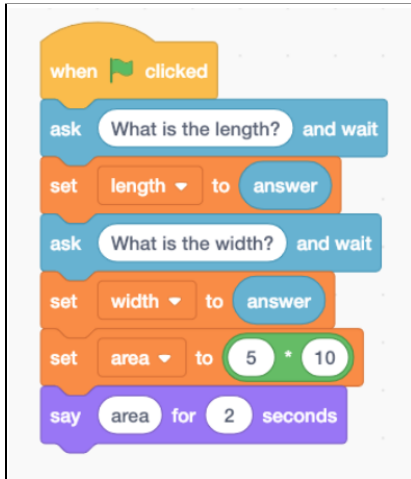 when clicked
ask What is the length? and wait
set length to answer
ask What is the width? and wait
set width to answer
set area to 5 * 10
say area for 2 seconds